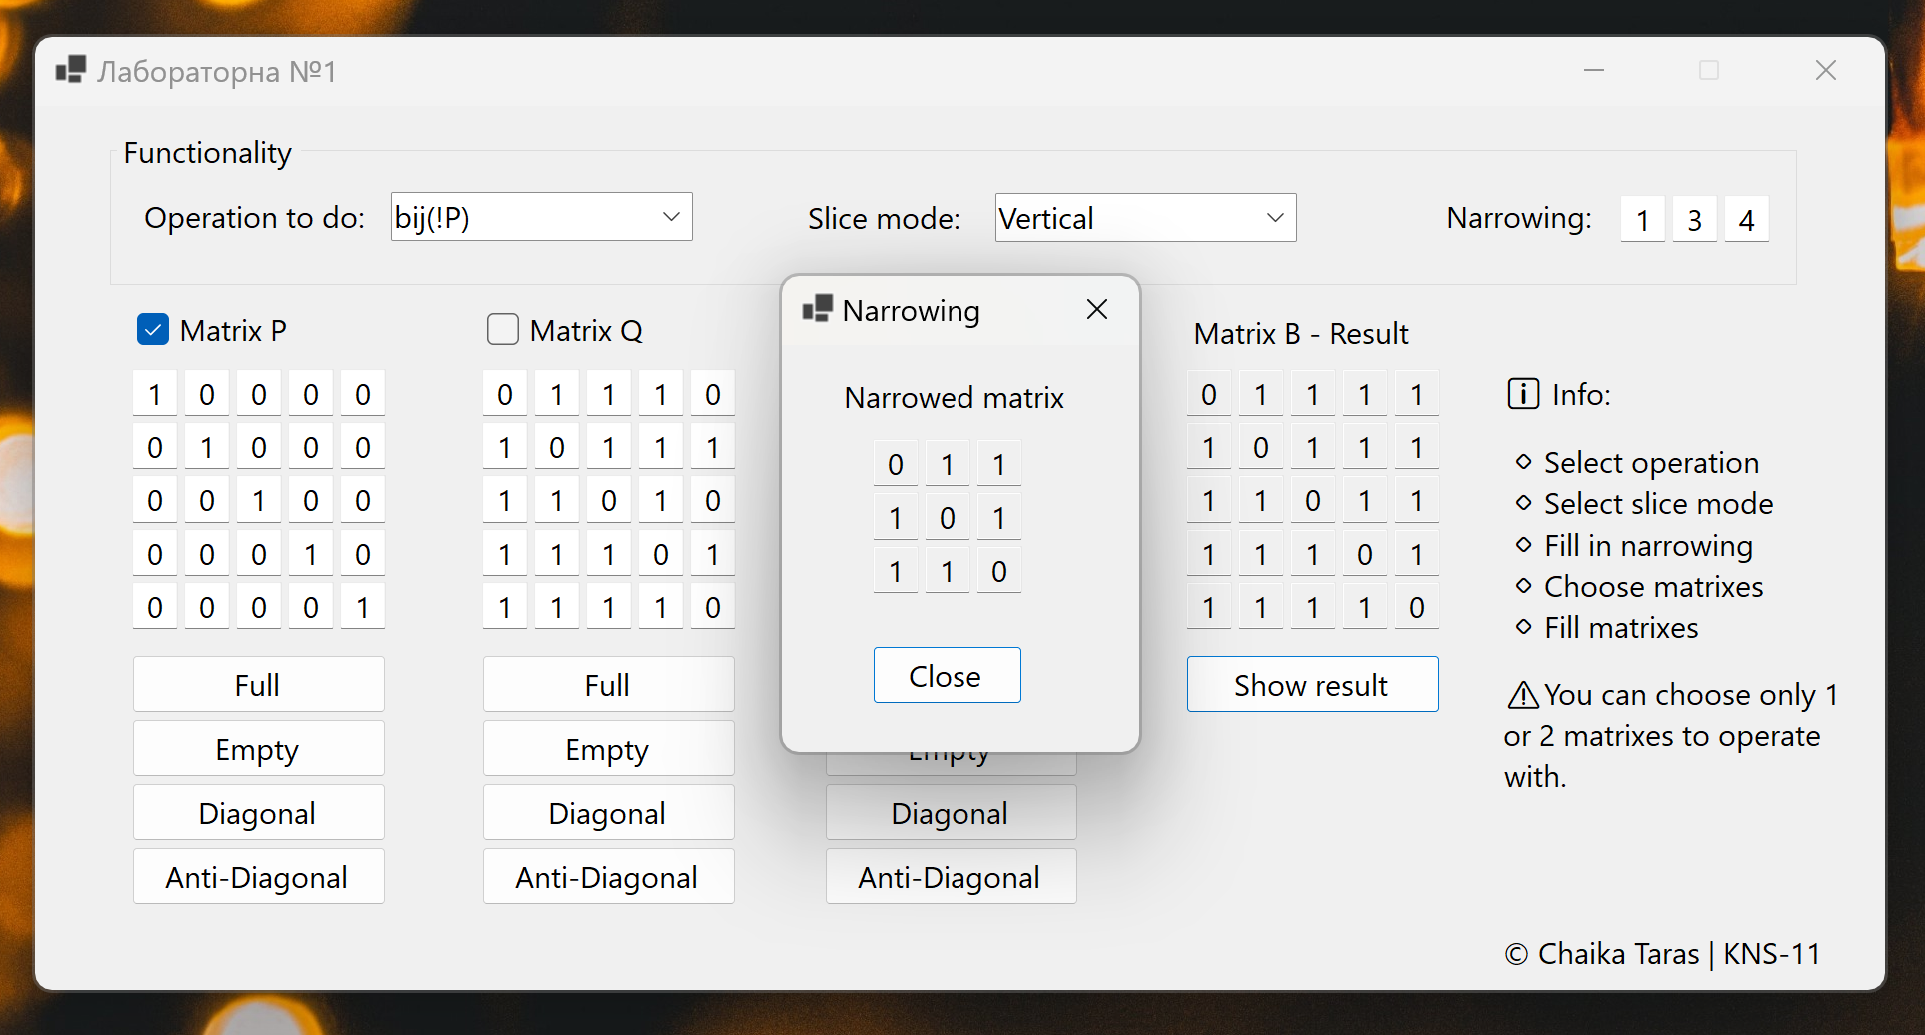 Лабораторна №1
Functionality
Operation to do: bij(!P) Slice mode: Vertical Narrowing: 1 3 4
Matrix P
1 0 0 0 0
0 1 0 0 0
0 0 1 0 0
0 0 0 1 0
0 0 0 0 1
Full
Empty
Diagonal
Anti-Diagonal
Matrix Q
0 1 1 1 0
1 0 1 1 1
1 1 0 1 0
1 1 1 0 1
1 1 1 1 0
Full
Empty
Diagonal
Anti-Diagonal
Narrowing
Narrowed matrix
0 1 1
1 0 1
1 1 0
Close
Empty
Diagonal
Anti-Diagonal
Matrix B - Result
0 1 1 1 1
1 0 1 1 1
1 1 0 1 1
1 1 1 0 1
1 1 1 1 0
Show result
Info:
Select operation
Select slice mode
Fill in narrowing
Choose matrixes
Fill matrixes
⚠You can choose only 1
or 2 matrixes to operate
with.
© Chaika Taras | KNS-11